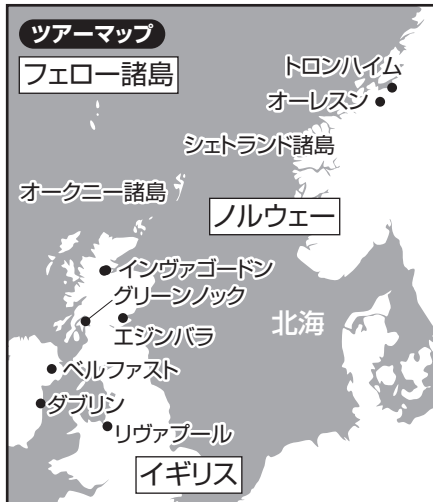 ツアーマップ
フェロー諸島
トロンハイム
オーレスン
シェトランド諸島
オークニー諸島
ノルウェー
インヴァゴードン
グリーンノック
エジンバラ
北海
ベルファスト
ダブリン
リヴァプール
イギリス